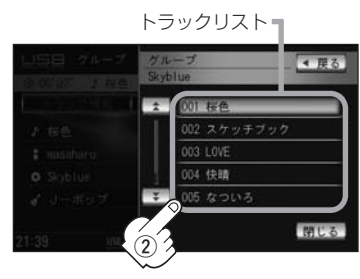 トラックリスト
USB グループ
グループ
Skyblue
戻る
♪ 桜色
001 桜色
002 スケッチブック
003 LOVE
004 快晴
005 なついろ
♪ 桜色
masaharu
Skyblue
J-ポップ
21:39
閉じる
②